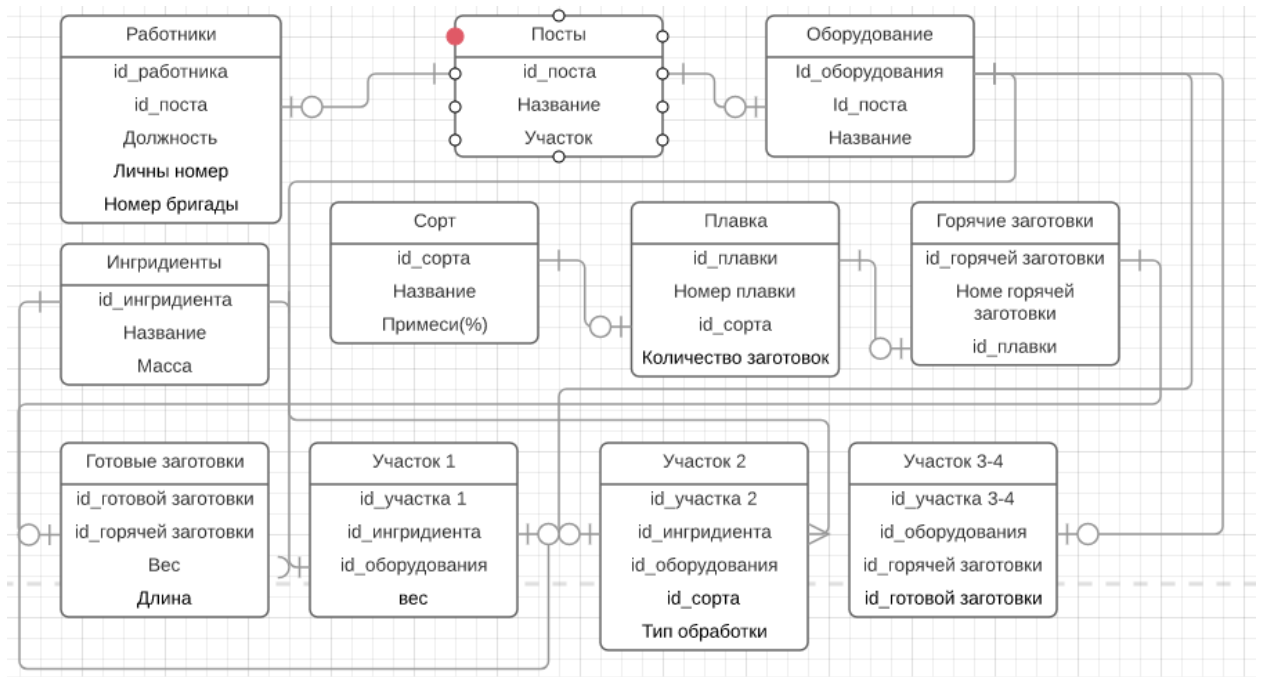 Работники
id_работника
id_поста
Должность
Личны номер
Номер бригады
Посты
id_поста
Название
Участок
Оборудование
Id_оборудования
Id_поста
Название
Ингридиенты
id_ингридиента
Название
Масса
Сорт
id_сорта
Название
Примеси(%)
Плавка
id_плавки
Номер плавки
id_сорта
Количество заготовок
Горячие заготовки
id_горячей заготовки
Номе горячей
заготовки
id_плавки
Готовые заготовки
id_готовой заготовки
id_горячей заготовки
Вес
Длина
Участок 1
id_участка 1
id_ингридиента
id_оборудования
вес
Участок 2
id_участка 2
id_ингридиента
id_оборудования
id_сорта
Тип обработки
Участок 3-4
id_участка 3-4
id_оборудования
id_горячей заготовки
id_готовой заготовки